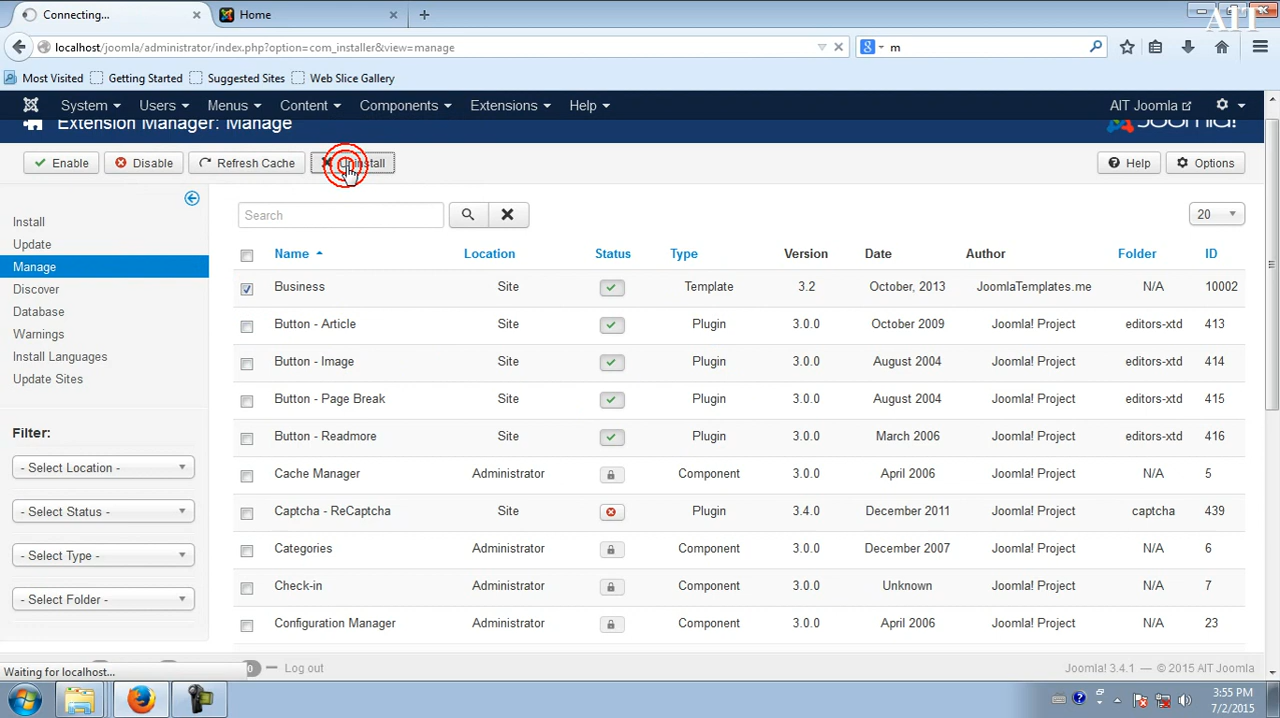 Connecting...
Home
AIT
localhost/joomla/administrator/index.php?option=com_installer&view=manage
m
Most Visited
Getting Started
Suggested Sites
Web Slice Gallery
System
Users
Menus
Content
Components
Extensions
Help
AIT Joomla
Extension Manager: Manage
Joomla!
Enable
Disable
Refresh Cache
Uninstall
Help
Options
Install
Update
Manage
Discover
Database
Warnings
Install Languages
Update Sites
Filter:
- Select Location -
- Select Status -
- Select Type -
- Select Folder -
Search
20
Name Location Status Type Version Date Author Folder ID
Business Site Template 3.2 October, 2013 JoomlaTemplates.me N/A 10002
Button - Article Site Plugin 3.0.0 October 2009 Joomla! Project editors-xtd 413
Button - Image Site Plugin 3.0.0 August 2004 Joomla! Project editors-xtd 414
Button - Page Break Site Plugin 3.0.0 August 2004 Joomla! Project editors-xtd 415
Button - Readmore Site Plugin 3.0.0 March 2006 Joomla! Project editors-xtd 416
Cache Manager Administrator Component 3.0.0 April 2006 Joomla! Project N/A 5
Captcha - ReCaptcha Site Plugin 3.4.0 December 2011 Joomla! Project captcha 439
Categories Administrator Component 3.0.0 December 2007 Joomla! Project N/A 6
Check-in Administrator Component 3.0.0 Unknown Joomla! Project N/A 7
Configuration Manager Administrator Component 3.0.0 April 2006 Joomla! Project N/A 23
Waiting for localhost...
0
Log out
Joomla! 3.4.1 — © 2015 AIT Joomla
3:55 PM
7/2/2015